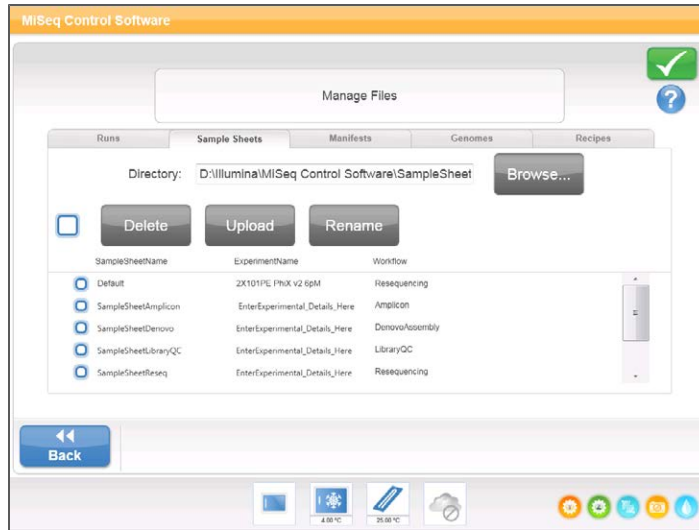 MiSeq Control Software
Manage Files
?
Runs Sample Sheets Manifests Genomes Recipes
Directory: D:\Illumina\MiSeq Control Software\SampleSheet Browse...
Delete Upload Rename
SampleSheetName ExperimentName Workflow
Default 2X101PE PhiX v2 6pM Resequencing
SampleSheetAmplicon EnterExperimental_Details_Here Amplicon
SampleSheetDenovo EnterExperimental_Details_Here DenovoAssembly
SampleSheetLibraryQC EnterExperimental_Details_Here LibraryQC
SampleSheetReseq EnterExperimental_Details_Here Resequencing
Back
4.00 °C 25.00 °C